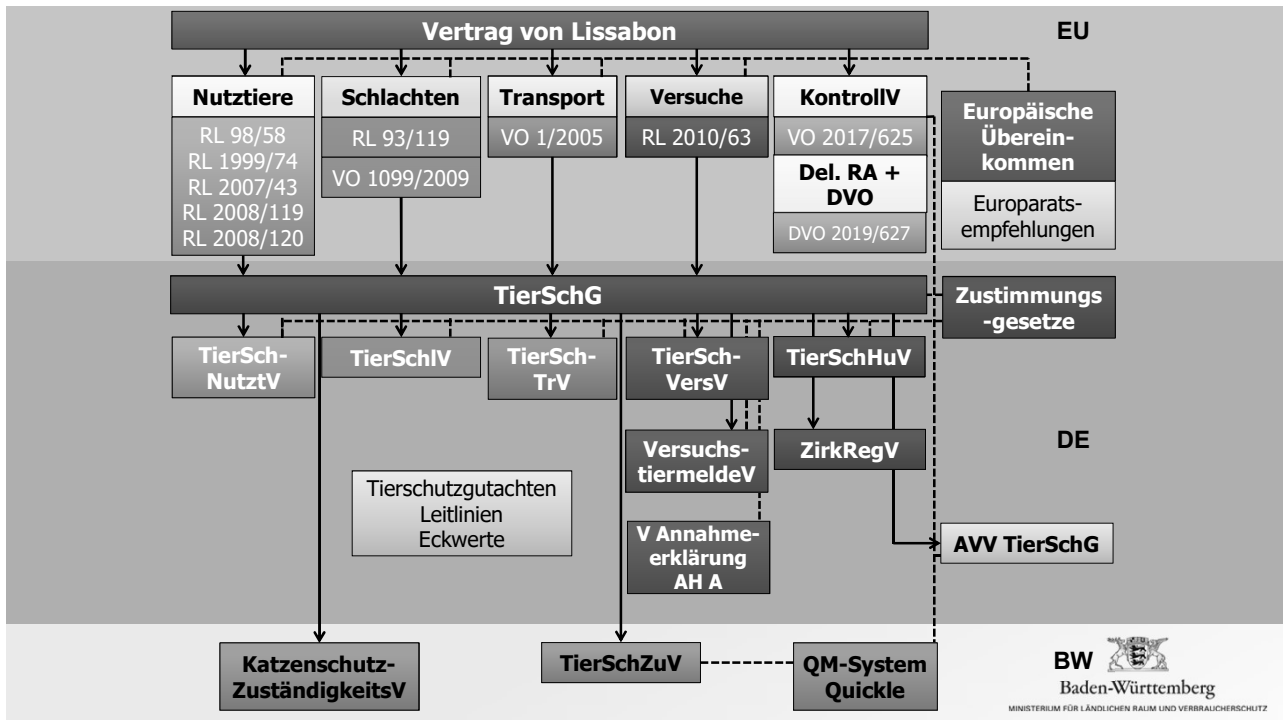 Vertrag von Lissabon
EU
Nutztiere
RL 98/58
RL 1999/74
RL 2007/43
RL 2008/119
RL 2008/120
Schlachten
RL 93/119
VO 1099/2009
Transport
VO 1/2005
Versuche
RL 2010/63
KontrollV
VO 2017/625
Del. RA +
DVO
DVO 2019/627
Europäische
Überein-
kommen
Europarats-
empfehlungen
TierSchG
Zustimmungs
-gesetze
TierSch-
NutztV
TierSchlV
TierSch-
TrV
TierSch-
VersV
TierSchHuV
Versuchs-
tiermeldeV
ZirkRegV
DE
Tierschutzgutachten
Leitlinien
Eckwerte
V Annahme-
erklärung
AH A
AVV TierSchG
Katzenschutz-
ZuständigkeitsV
TierSchZuV
QM-System
Quickle
BW
Baden-Württemberg
MINISTERIUM FÜR LÄNDLICHEN RAUM UND VERBRAUCHERSCHUTZ